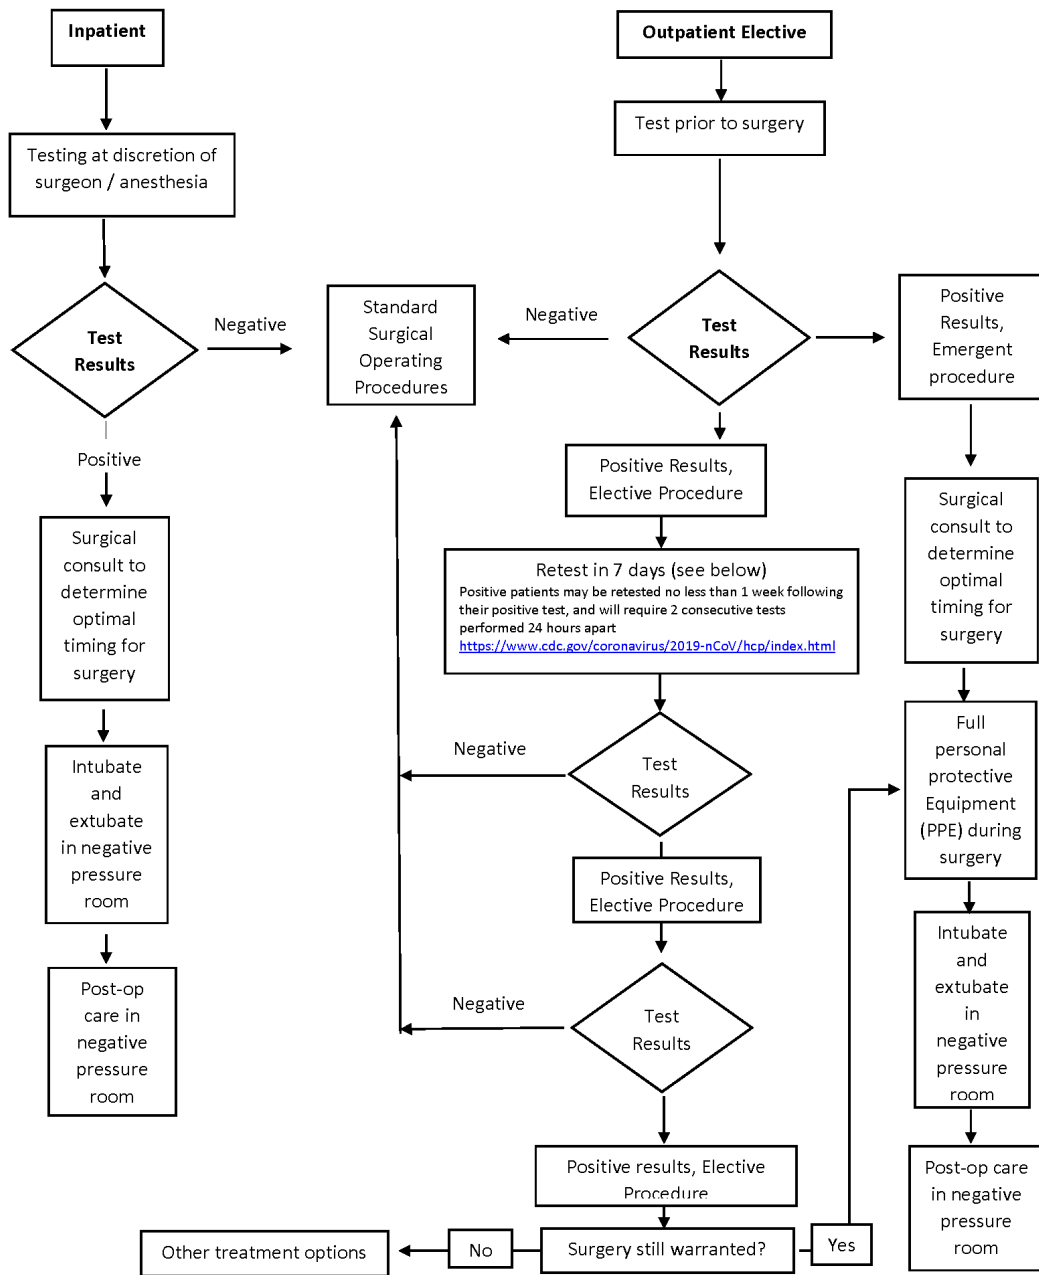 Inpatient
Testing at discretion of
surgeon / anesthesia
Test
Results
Negative
Positive
Surgical
consult to
determine
optimal
timing for
surgery
Intubate
and
extubate
in negative
pressure
room
Post-op
care in
negative
pressure
room
Standard
Surgical
Operating
Procedures
Outpatient Elective
Test prior to surgery
Negative
Test
Results
Positive Results,
Elective Procedure
Retest in 7 days (see below)
Positive patients may be retested no less than 1 week following
their positive test, and will require 2 consecutive tests
performed 24 hours apart
https://www.cdc.gov/coronavirus/2019-nCoV/hcp/index.html
Negative
Test
Results
Positive Results,
Elective Procedure
Negative
Test
Results
Positive results, Elective
Procedure
Surgery still warranted?
No
Other treatment options
Yes
Positive
Results,
Emergent
procedure
Surgical
consult to
determine
optimal
timing for
surgery
Full
personal
protective
Equipment
(PPE) during
surgery
Intubate
and
extubate
in
negative
pressure
room
Post-op care
in negative
pressure
room